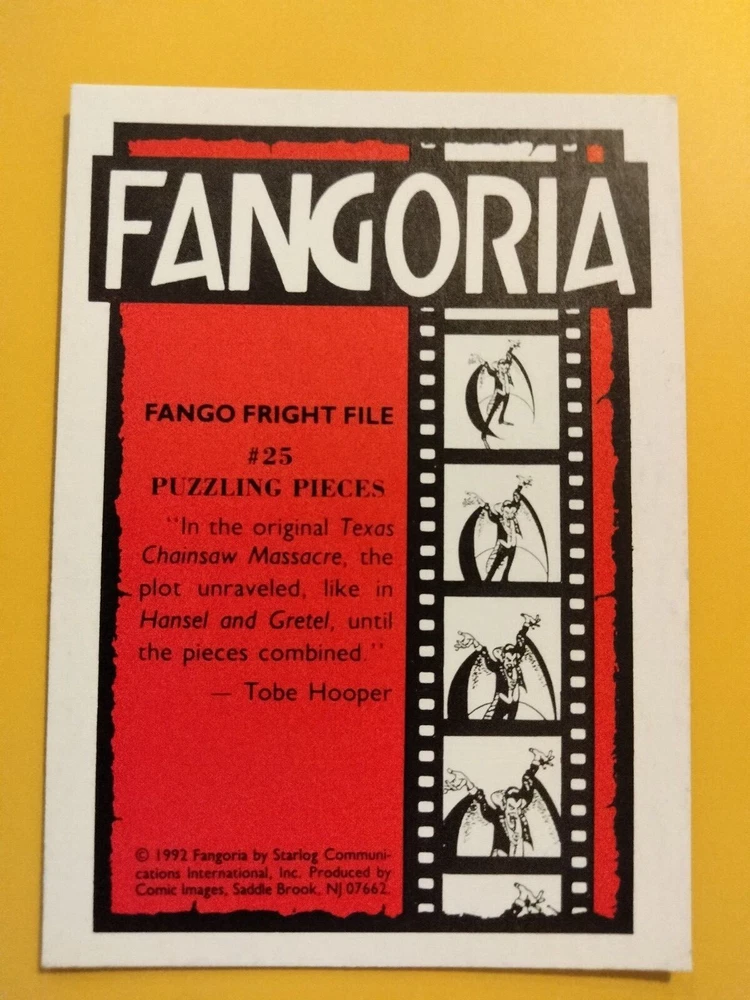 FANGORIA
FANGO FRIGHT FILE
#25
PUZZLING PIECES
"In the original Texas
Chainsaw Massacre, the
plot unraveled, like in
Hansel and Gretel, until
the pieces combined."
— Tobe Hooper
© 1992 Fangoria by Starlog Communi-
cations International, Inc. Produced by
Comic Images, Saddle Brook, NJ 07662.